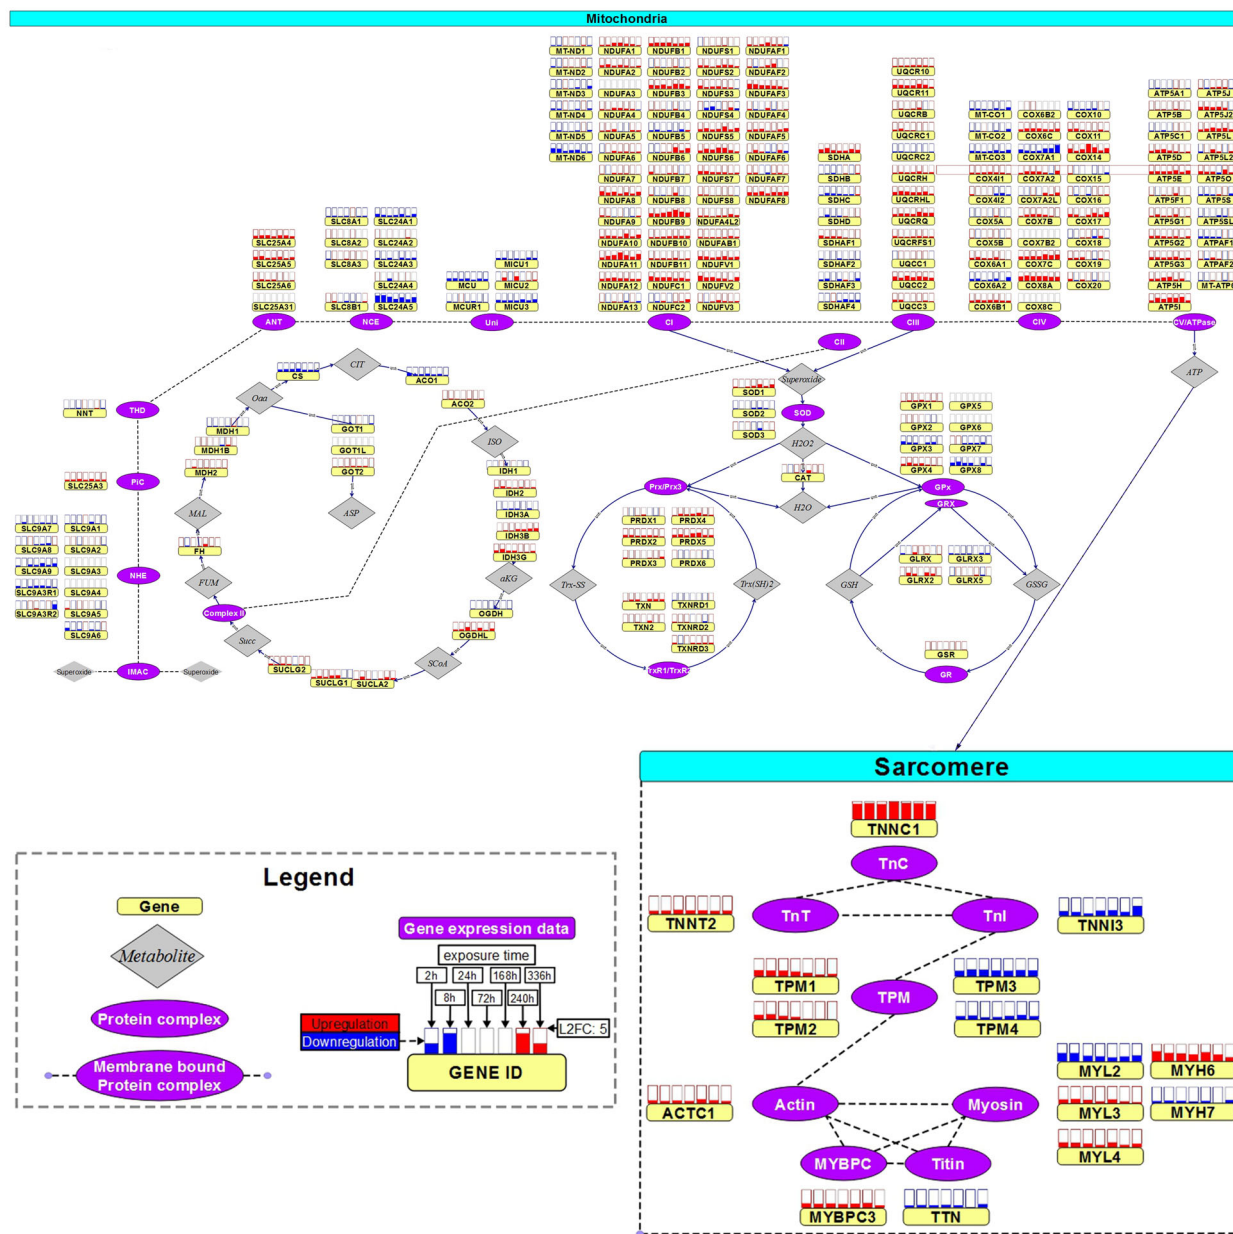 Mitochondria
MT-ND1 NDUFA1 NDUFB1 NDUFS1 NDUFAF1
MT-ND2 NDUFA2 NDUFB2 NDUFS2 NDUFAF2 UQCR10
MT-ND3 NDUFA3 NDUFB3 NDUFS3 NDUFAF3 UQCR11 ATP5A1 ATP5J
MT-ND4 NDUFA4 NDUFB4 NDUFS4 NDUFAF4 UQCRB MT-CO1 COX6B2 COX10 ATP5B ATP5J2
MT-ND5 NDUFA5 NDUFB5 NDUFS5 NDUFAF5 UQCRC1 MT-CO2 COX6C COX11 ATP5C1 ATP5L
MT-ND6 NDUFA6 NDUFB6 NDUFS6 NDUFAF6 SDHA UQCRC2 MT-CO3 COX7A1 COX14 ATP5D ATP5L2
NDUFA7 NDUFB7 NDUFS7 NDUFAF7 SDHB UQCRH COX4I1 COX7A2 COX15 ATP5E ATP5O
NDUFA8 NDUFB8 NDUFS8 NDUFAF8 SDHC UQCRHL COX4I2 COX7A2L COX16 ATP5F1 ATP5S
SLC8A1 SLC24A1 NDUFA9 NDUFB9 NDUFA4L2 SDHD UQCRQ COX5A COX7B COX17 ATP5G1 ATP5SL
SLC25A4 SLC8A2 SLC24A2 NDUFA10 NDUFB10 NDUFAB1 SDHAF1 UQCRFS1 COX5B COX7B2 COX18 ATP5G2 ATPAF1
SLC25A5 SLC8A3 SLC24A3 MICU1 NDUFA11 NDUFB11 NDUFV1 SDHAF2 UQCC1 COX6A1 COX7C COX19 ATP5G3 ATPAF2
SLC25A6 SLC24A4 MCU MICU2 NDUFA12 NDUFC1 NDUFV2 SDHAF3 UQCC2 COX6A2 COX8A COX20 ATP5H MT-ATP6
SLC25A31 SLC8B1 SLC24A5 MCUR1 MICU3 NDUFA13 NDUFC2 NDUFV3 SDHAF4 UQCC3 COX6B1 COX8C ATP5I
ANT NCE Uni CI CIII CIV CV/ATPase
CII
CIT
CS ACO1 Superoxide ATP
Oaa SOD1
NNT THD ACO2 SOD2 SOD GPX1 GPX5
MDH1 GOT1 SOD3 GPX2 GPX6
MDH1B GOT1L ISO H2O2 GPX3 GPX7
MDH2 GOT2 IDH1 CAT GPX4 GPX8
SLC25A3 PiC IDH2 Prx/Prx3 GPx
MAL ASP IDH3A H2O GRX
SLC9A7 SLC9A1 IDH3B PRDX1 PRDX4
SLC9A8 SLC9A2 FH IDH3G PRDX2 PRDX5 GLRX GLRX3
SLC9A9 SLC9A3 NHE PRDX3 PRDX6 GLRX2 GLRX5
SLC9A3R1 SLC9A4 FUM aKG Trx-SS Trx(SH)2 GSH GSSG
SLC9A3R2 SLC9A5 Complex II OGDH TXN TXNRD1
SLC9A6 Succ OGDHL TXN2 TXNRD2
TXNRD3 GSR
Superoxide IMAC Superoxide SUCLG2 SUCLG1 SUCLA2 SCoA GR
Sarcomere
TNNC1
TnC
TNNT2 TnT TnI TNNI3
TPM1 TPM TPM3
TPM2 TPM4
MYL2 MYH6
ACTC1 Actin Myosin MYL3 MYH7
MYBPC Titin MYL4
MYBPC3 TTN
Legend
Gene
Metabolite
Protein complex
Membrane bound
Protein complex
Gene expression data
exposure time
2h 24h 168h 336h
8h 72h 240h
Upregulation
Downregulation
L2FC: 5
GENE ID